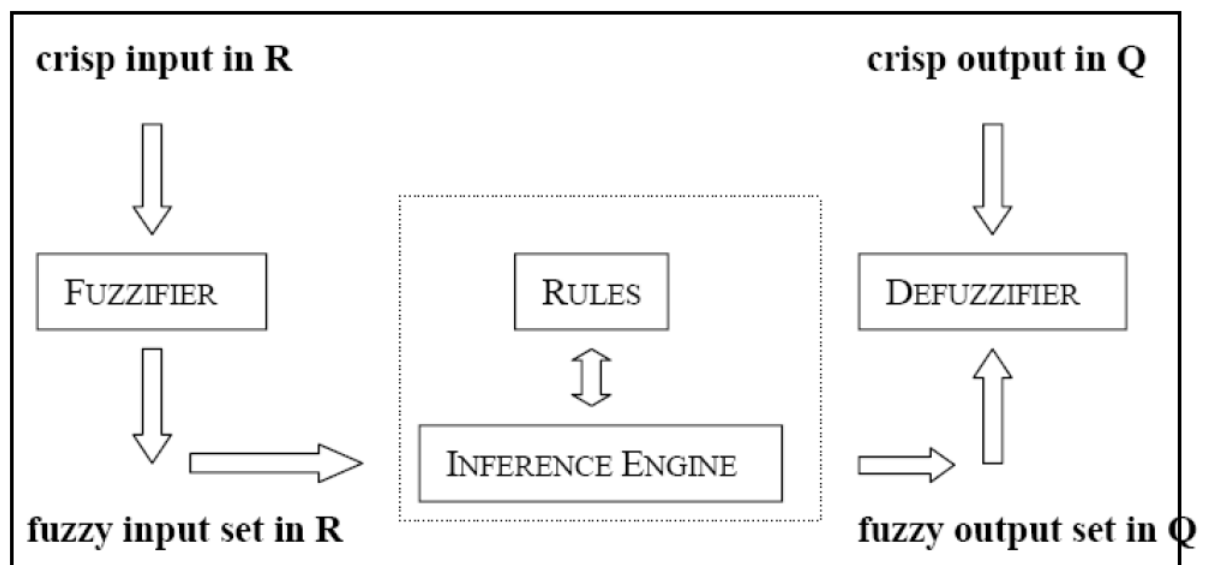 crisp input in R
crisp output in Q
FUZZIFIER
RULES
DEFUZZIFIER
INFERENCE ENGINE
fuzzy input set in R
fuzzy output set in Q